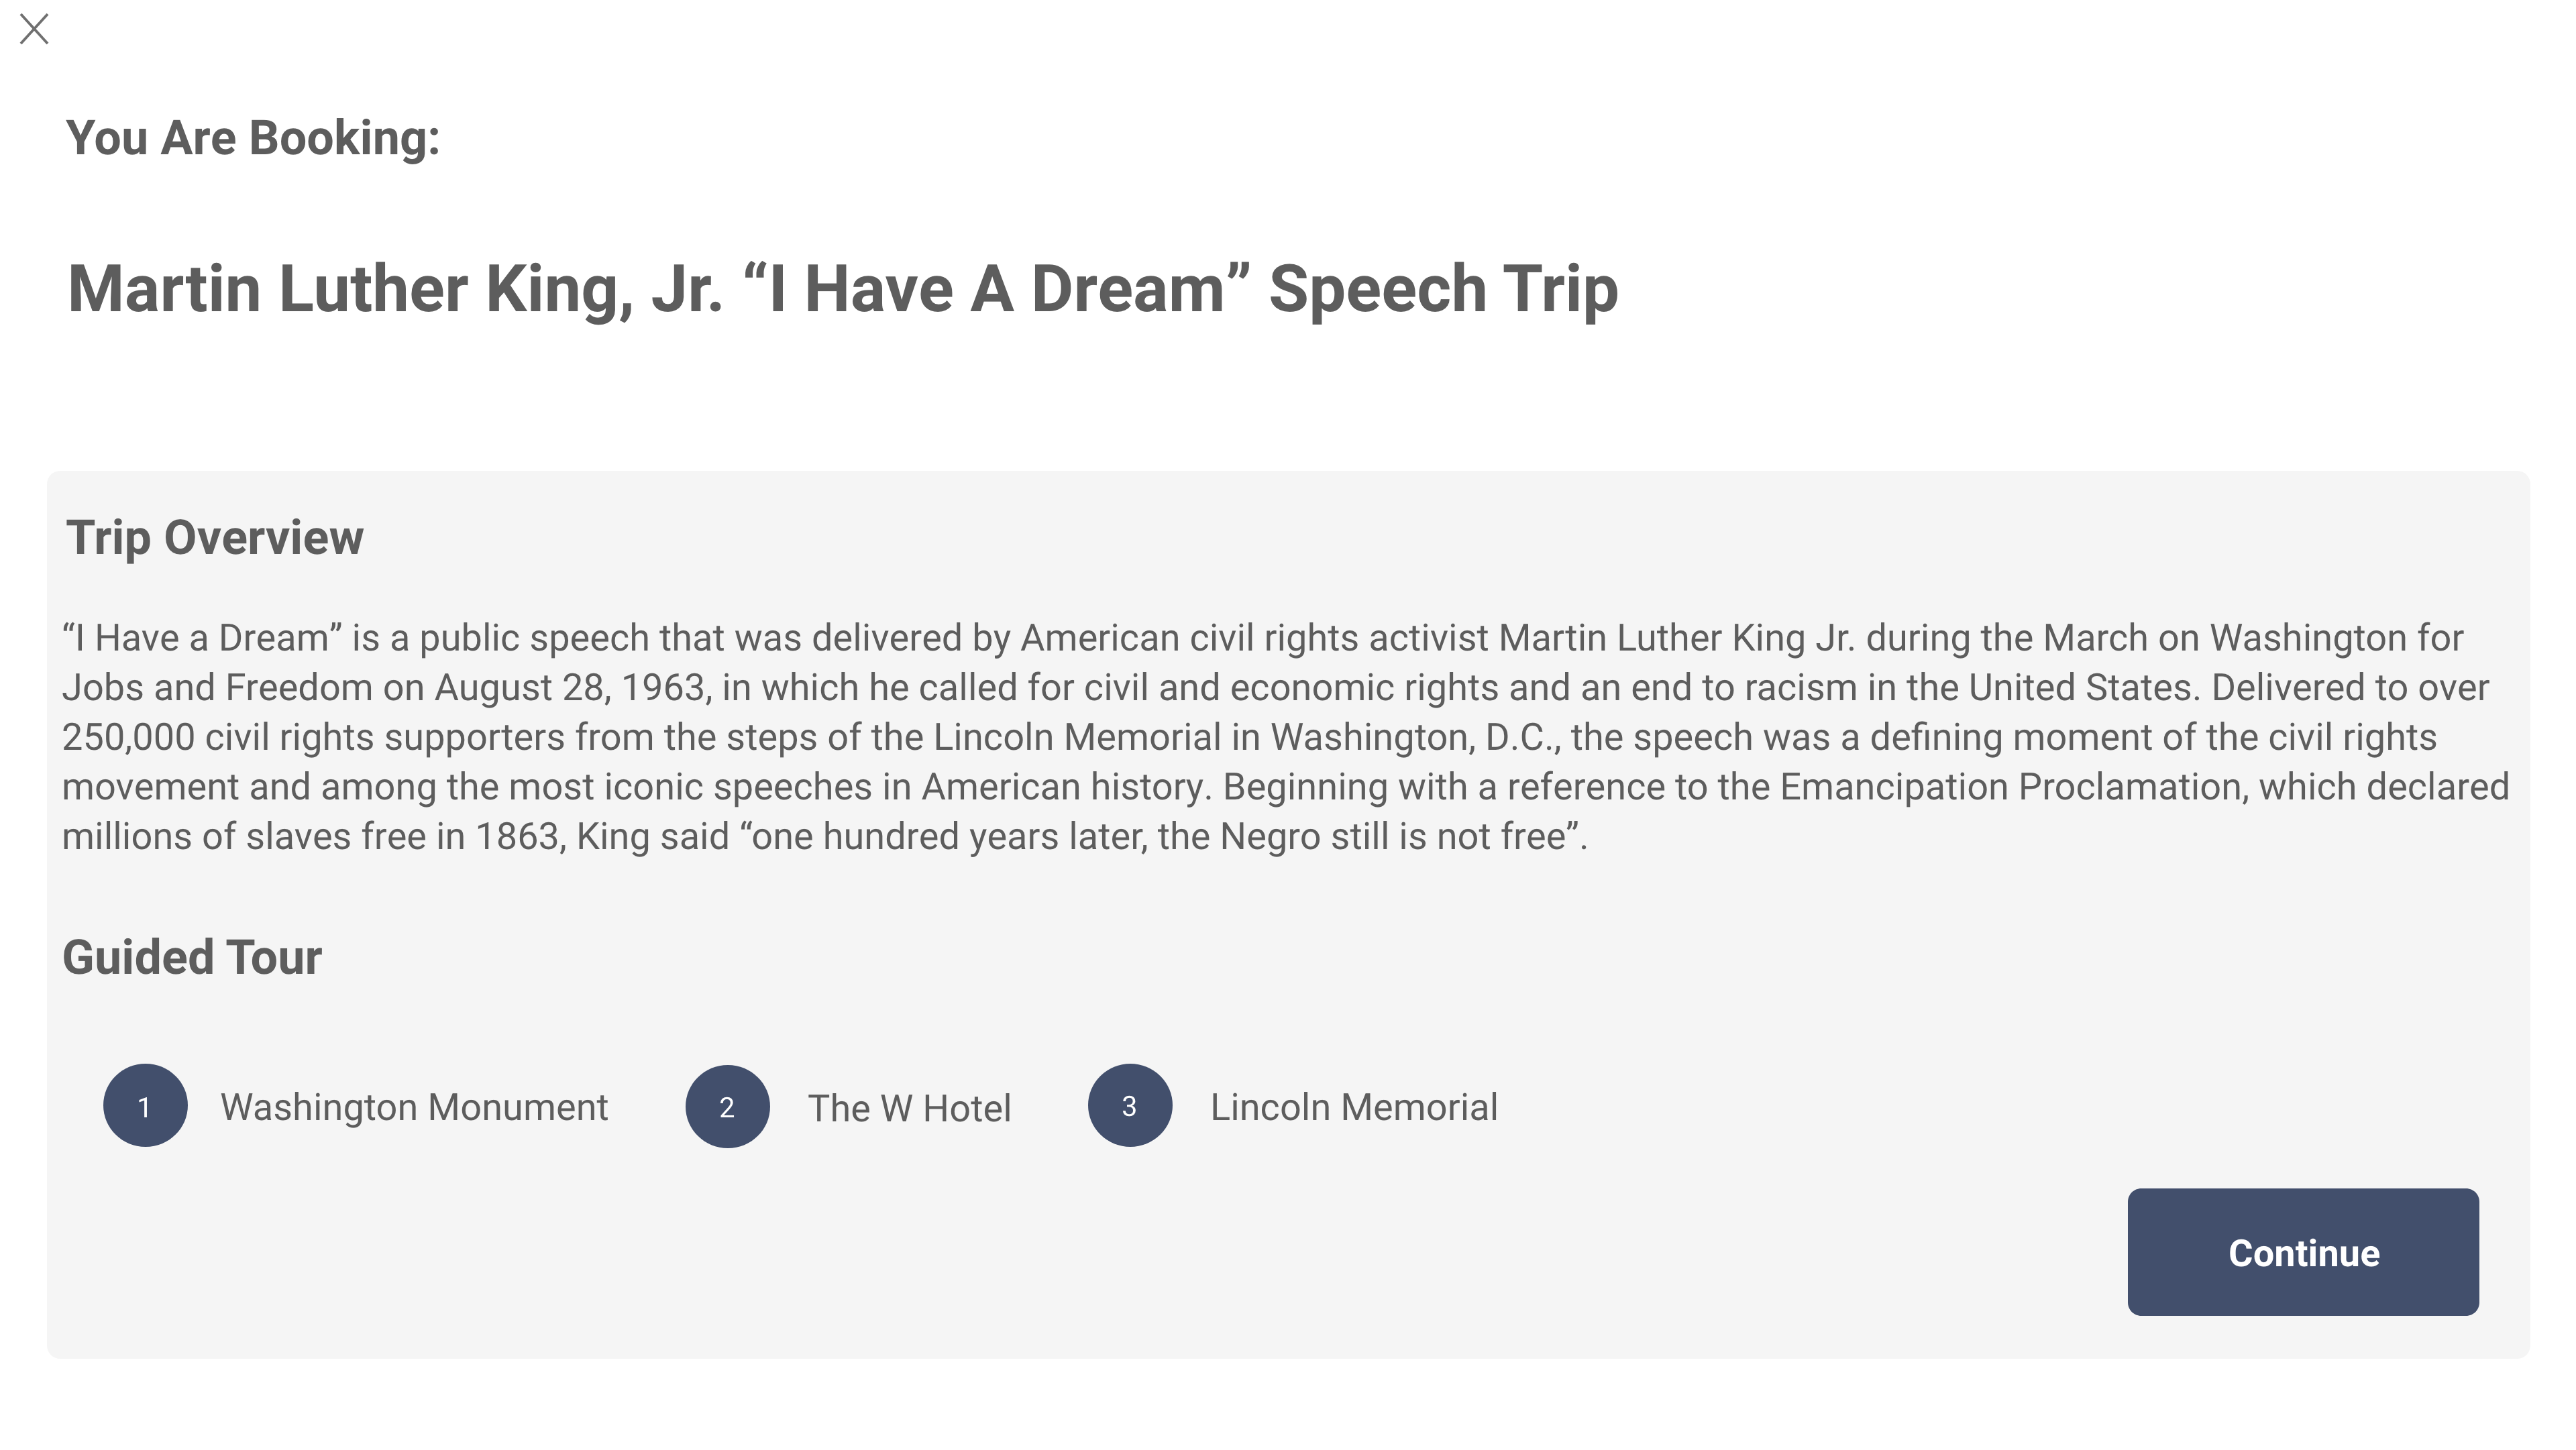 You Are Booking:
Martin Luther King, Jr. “I Have A Dream” Speech Trip
Trip Overview
“I Have a Dream” is a public speech that was delivered by American civil rights activist Martin Luther King Jr. during the March on Washington for
Jobs and Freedom on August 28, 1963, in which he called for civil and economic rights and an end to racism in the United States. Delivered to over
250,000 civil rights supporters from the steps of the Lincoln Memorial in Washington, D.C., the speech was a defining moment of the civil rights
movement and among the most iconic speeches in American history. Beginning with a reference to the Emancipation Proclamation, which declared
millions of slaves free in 1863, King said “one hundred years later, the Negro still is not free”.
Guided Tour
1 Washington Monument 2 The W Hotel 3 Lincoln Memorial
Continue